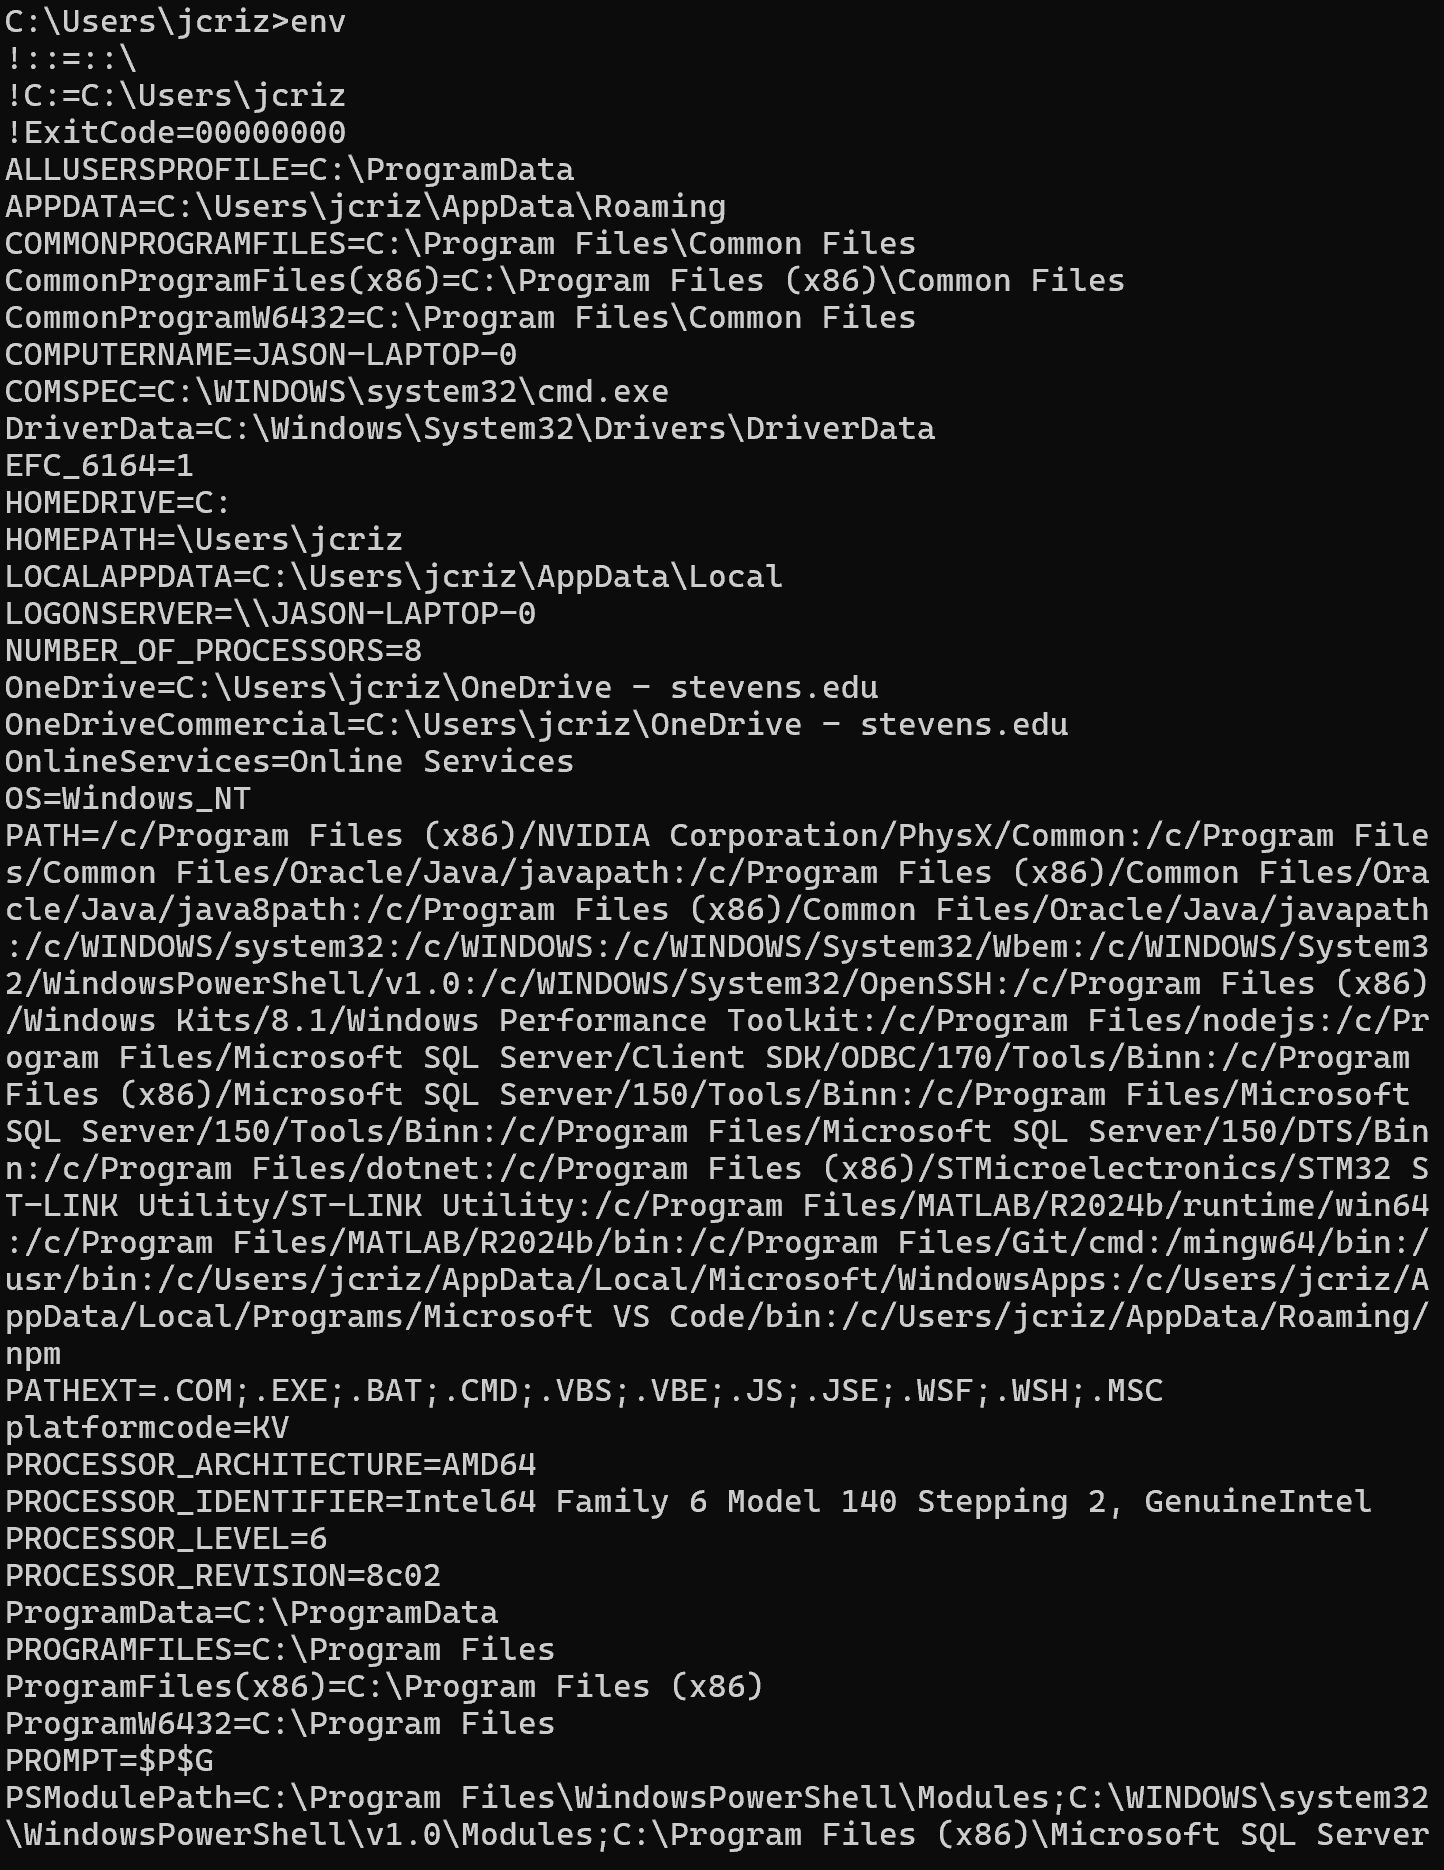 C:\Users\jcriz>env
!::=::\
!C:=C:\Users\jcriz
!ExitCode=00000000
ALLUSERSPROFILE=C:\ProgramData
APPDATA=C:\Users\jcriz\AppData\Roaming
COMMONPROGRAMFILES=C:\Program Files\Common Files
CommonProgramFiles(x86)=C:\Program Files (x86)\Common Files
CommonProgramW6432=C:\Program Files\Common Files
COMPUTERNAME=JASON-LAPTOP-0
COMSPEC=C:\WINDOWS\system32\cmd.exe
DriverData=C:\Windows\System32\Drivers\DriverData
EFC_6164=1
HOMEDRIVE=C:
HOMEPATH=\Users\jcriz
LOCALAPPDATA=C:\Users\jcriz\AppData\Local
LOGONSERVER=\\JASON-LAPTOP-0
NUMBER_OF_PROCESSORS=8
OneDrive=C:\Users\jcriz\OneDrive - stevens.edu
OneDriveCommercial=C:\Users\jcriz\OneDrive - stevens.edu
OnlineServices=Online Services
OS=Windows_NT
PATH=/c/Program Files (x86)/NVIDIA Corporation/PhysX/Common:/c/Program File
s/Common Files/Oracle/Java/javapath:/c/Program Files (x86)/Common Files/Ora
cle/Java/java8path:/c/Program Files (x86)/Common Files/Oracle/Java/javapath
:/c/WINDOWS/system32:/c/WINDOWS:/c/WINDOWS/System32/Wbem:/c/WINDOWS/System3
2/WindowsPowerShell/v1.0:/c/WINDOWS/System32/OpenSSH:/c/Program Files (x86)
/Windows Kits/8.1/Windows Performance Toolkit:/c/Program Files/nodejs:/c/Pr
ogram Files/Microsoft SQL Server/Client SDK/ODBC/170/Tools/Binn:/c/Program
Files (x86)/Microsoft SQL Server/150/Tools/Binn:/c/Program Files/Microsoft
SQL Server/150/Tools/Binn:/c/Program Files/Microsoft SQL Server/150/DTS/Bin
n:/c/Program Files/dotnet:/c/Program Files (x86)/STMicroelectronics/STM32 S
T-LINK Utility/ST-LINK Utility:/c/Program Files/MATLAB/R2024b/runtime/win64
:/c/Program Files/MATLAB/R2024b/bin:/c/Program Files/Git/cmd:/mingw64/bin:/
usr/bin:/c/Users/jcriz/AppData/Local/Microsoft/WindowsApps:/c/Users/jcriz/A
ppData/Local/Programs/Microsoft VS Code/bin:/c/Users/jcriz/AppData/Roaming/
npm
PATHEXT=.COM;.EXE;.BAT;.CMD;.VBS;.VBE;.JS;.JSE;.WSF;.WSH;.MSC
platformcode=KV
PROCESSOR_ARCHITECTURE=AMD64
PROCESSOR_IDENTIFIER=Intel64 Family 6 Model 140 Stepping 2, GenuineIntel
PROCESSOR_LEVEL=6
PROCESSOR_REVISION=8c02
ProgramData=C:\ProgramData
PROGRAMFILES=C:\Program Files
ProgramFiles(x86)=C:\Program Files (x86)
ProgramW6432=C:\Program Files
PROMPT=$P$G
PSModulePath=C:\Program Files\WindowsPowerShell\Modules;C:\WINDOWS\system32
\WindowsPowerShell\v1.0\Modules;C:\Program Files (x86)\Microsoft SQL Server